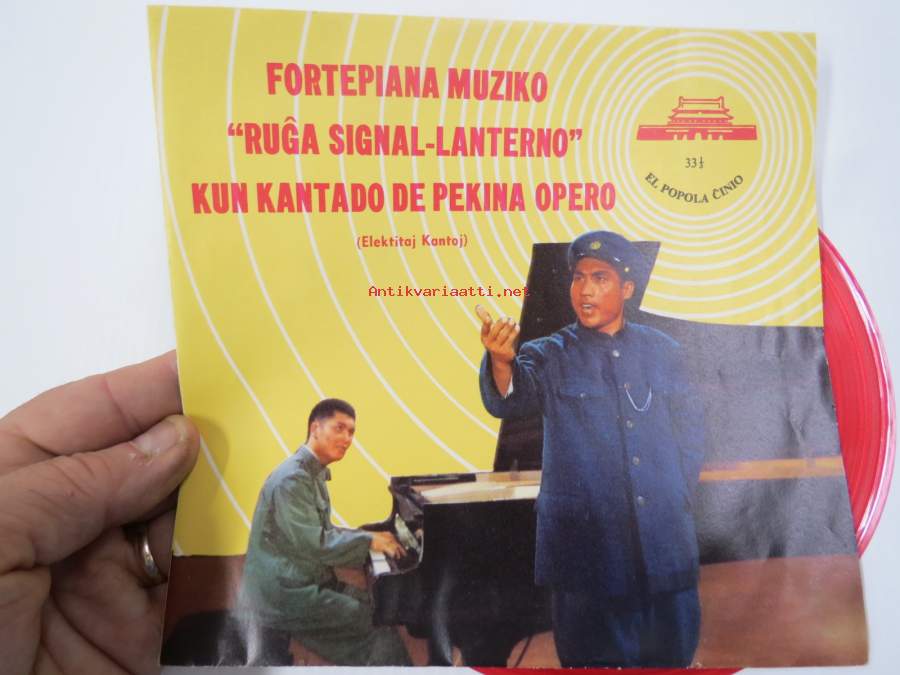 FORTEPIANA MUZIKO
“RUĜA SIGNAL-LANTERNO”
KUN KANTADO DE PEKINA OPERO
(Elektitaj Kantoj)
33⅓
EL POPOLA ĈINIO
Antikvariaatti.net